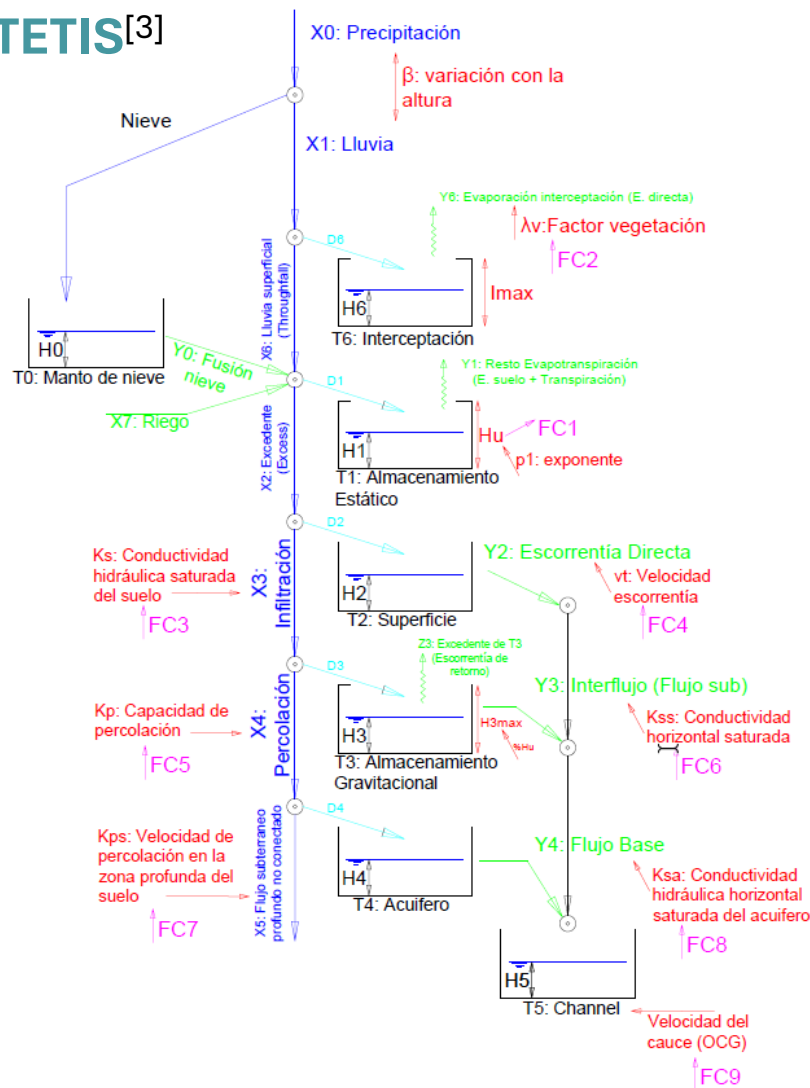 TETIS[3]
X0: Precipitación
β: variación con la
altura
Nieve
X1: Lluvia
Y6: Evaporación interceptación (E. directa)
λv:Factor vegetación
FC2
D6
X6: Lluvia superficial
(Throughfall)
H6
Imax
T6: Interceptación
H0
T0: Manto de nieve
Y0: Fusión
nieve
X7: Riego
D1
Y1: Resto Evapotranspiración
(E. suelo + Transpiración)
X2: Excedente
(Excess)
H1
Hu
FC1
p1: exponente
T1: Almacenamiento
Estático
D2
Ks: Conductividad
hidráulica saturada
del suelo
FC3
X3:
Infiltración
H2
T2: Superficie
Y2: Escorrentía Directa
vt: Velocidad
escorrentía
FC4
Z3: Excedente de T3
(Escorrentía de
retorno)
D3
Kp: Capacidad de
percolación
FC5
X4:
Percolación
H3
H3max
%Hu
T3: Almacenamiento
Gravitacional
Y3: Interflujo (Flujo sub)
Kss: Conductividad
horizontal saturada
FC6
D4
Kps: Velocidad de
percolación en la
zona profunda del
suelo
FC7
X5: Flujo subterraneo
profundo no conectado
H4
T4: Acuifero
Y4: Flujo Base
Ksa: Conductividad
hidráulica horizontal
saturada del acuifero
FC8
H5
T5: Channel
Velocidad del
cauce (OCG)
FC9